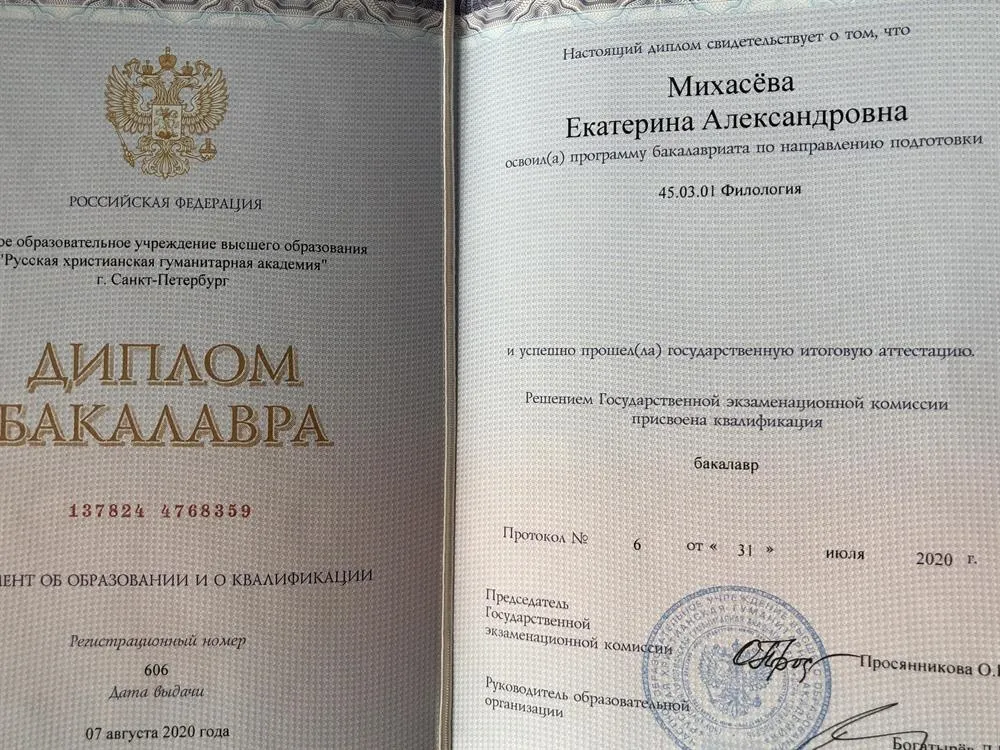 РОССИЙСКАЯ ФЕДЕРАЦИЯ
образовательное учреждение высшего образования
"Русская христианская гуманитарная академия"
г. Санкт-Петербург
ДИПЛОМ
БАКАЛАВРА
137824 4768359
ОБ ОБРАЗОВАНИИ И О КВАЛИФИКАЦИИ
Регистрационный номер
606
Дата выдачи
07 августа 2020 года
Настоящий диплом свидетельствует о том, что
Михасёва
Екатерина Александровна
освоил(а) программу бакалавриата по направлению подготовки
45.03.01 Филология
и успешно прошел(ла) государственную итоговую аттестацию.
Решением Государственной экзаменационной комиссии
присвоена квалификация
бакалавр
Протокол № 6 от « 31 » июля 2020 г.
Председатель
Государственной
экзаменационной комиссии
Просянникова О.
Руководитель образовательной
организации
Богатырёв